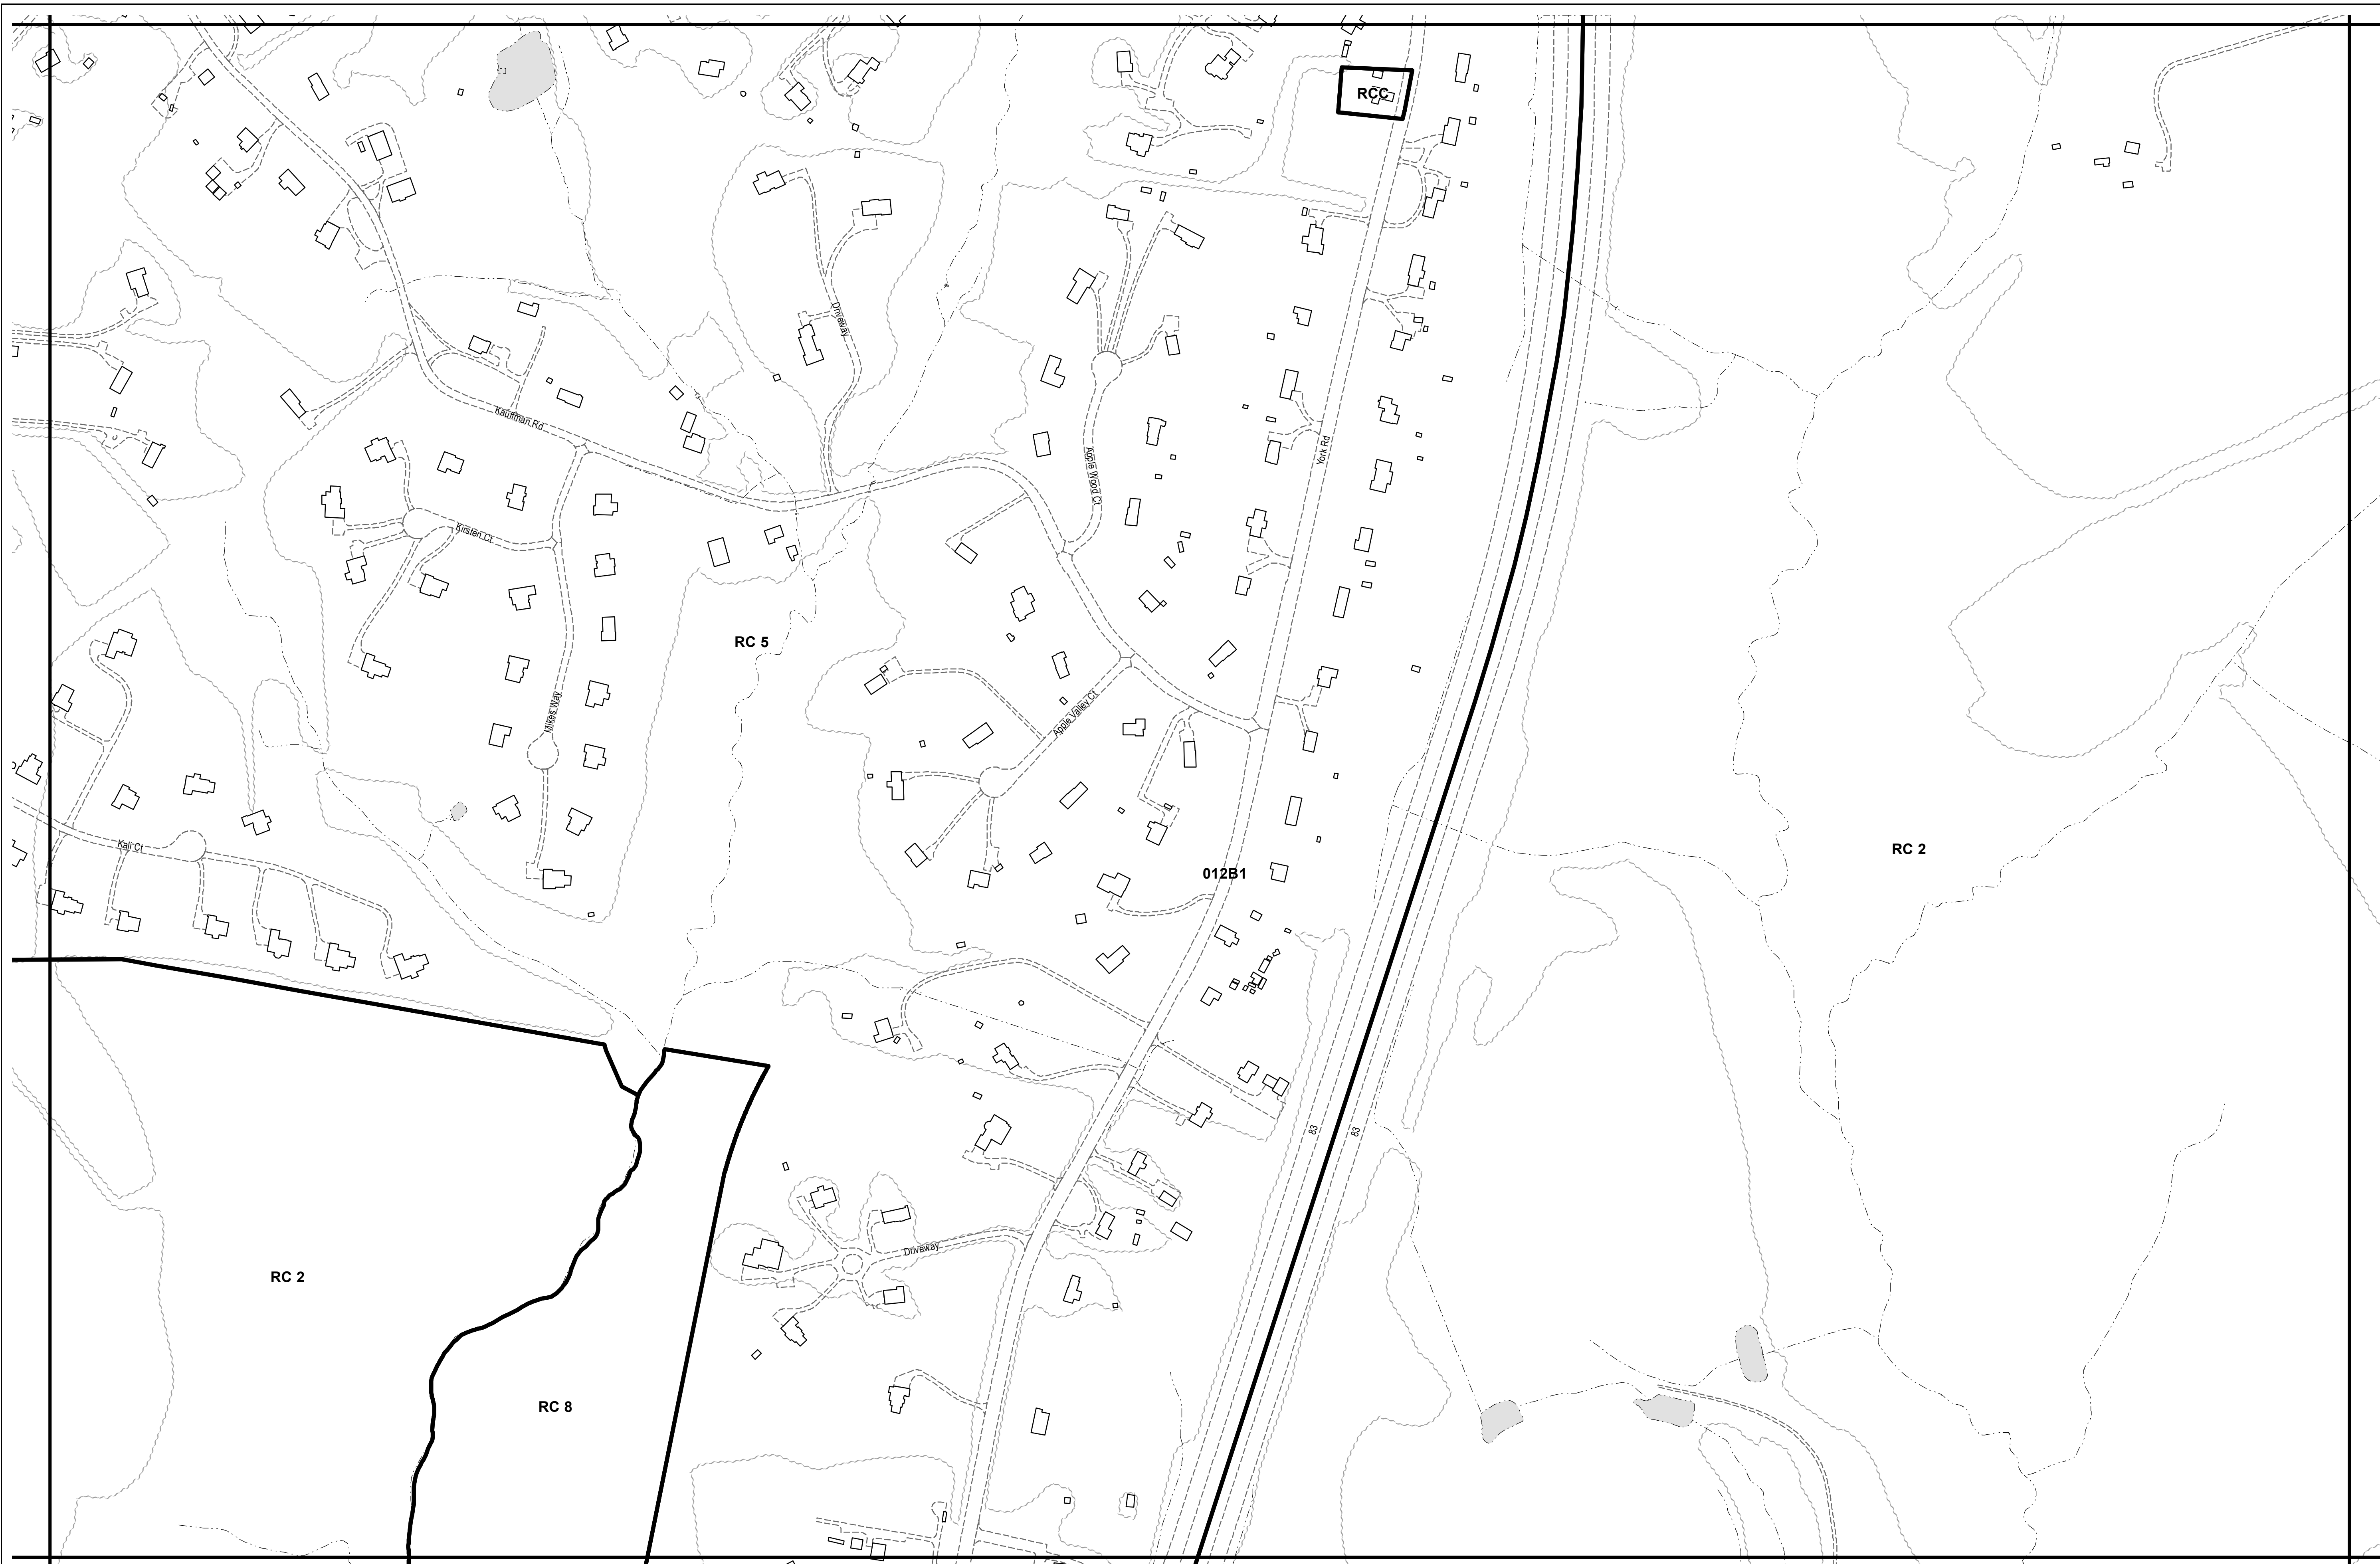 RCC
Driveway
Kauffman Rd
York Rd
Apple Wood Ct
Kirsten Ct
RC 5
Mikes Way
Apple Valley Ct
Kali Ct
RC 2
012B1
83
83
Driveway
RC 2
RC 8